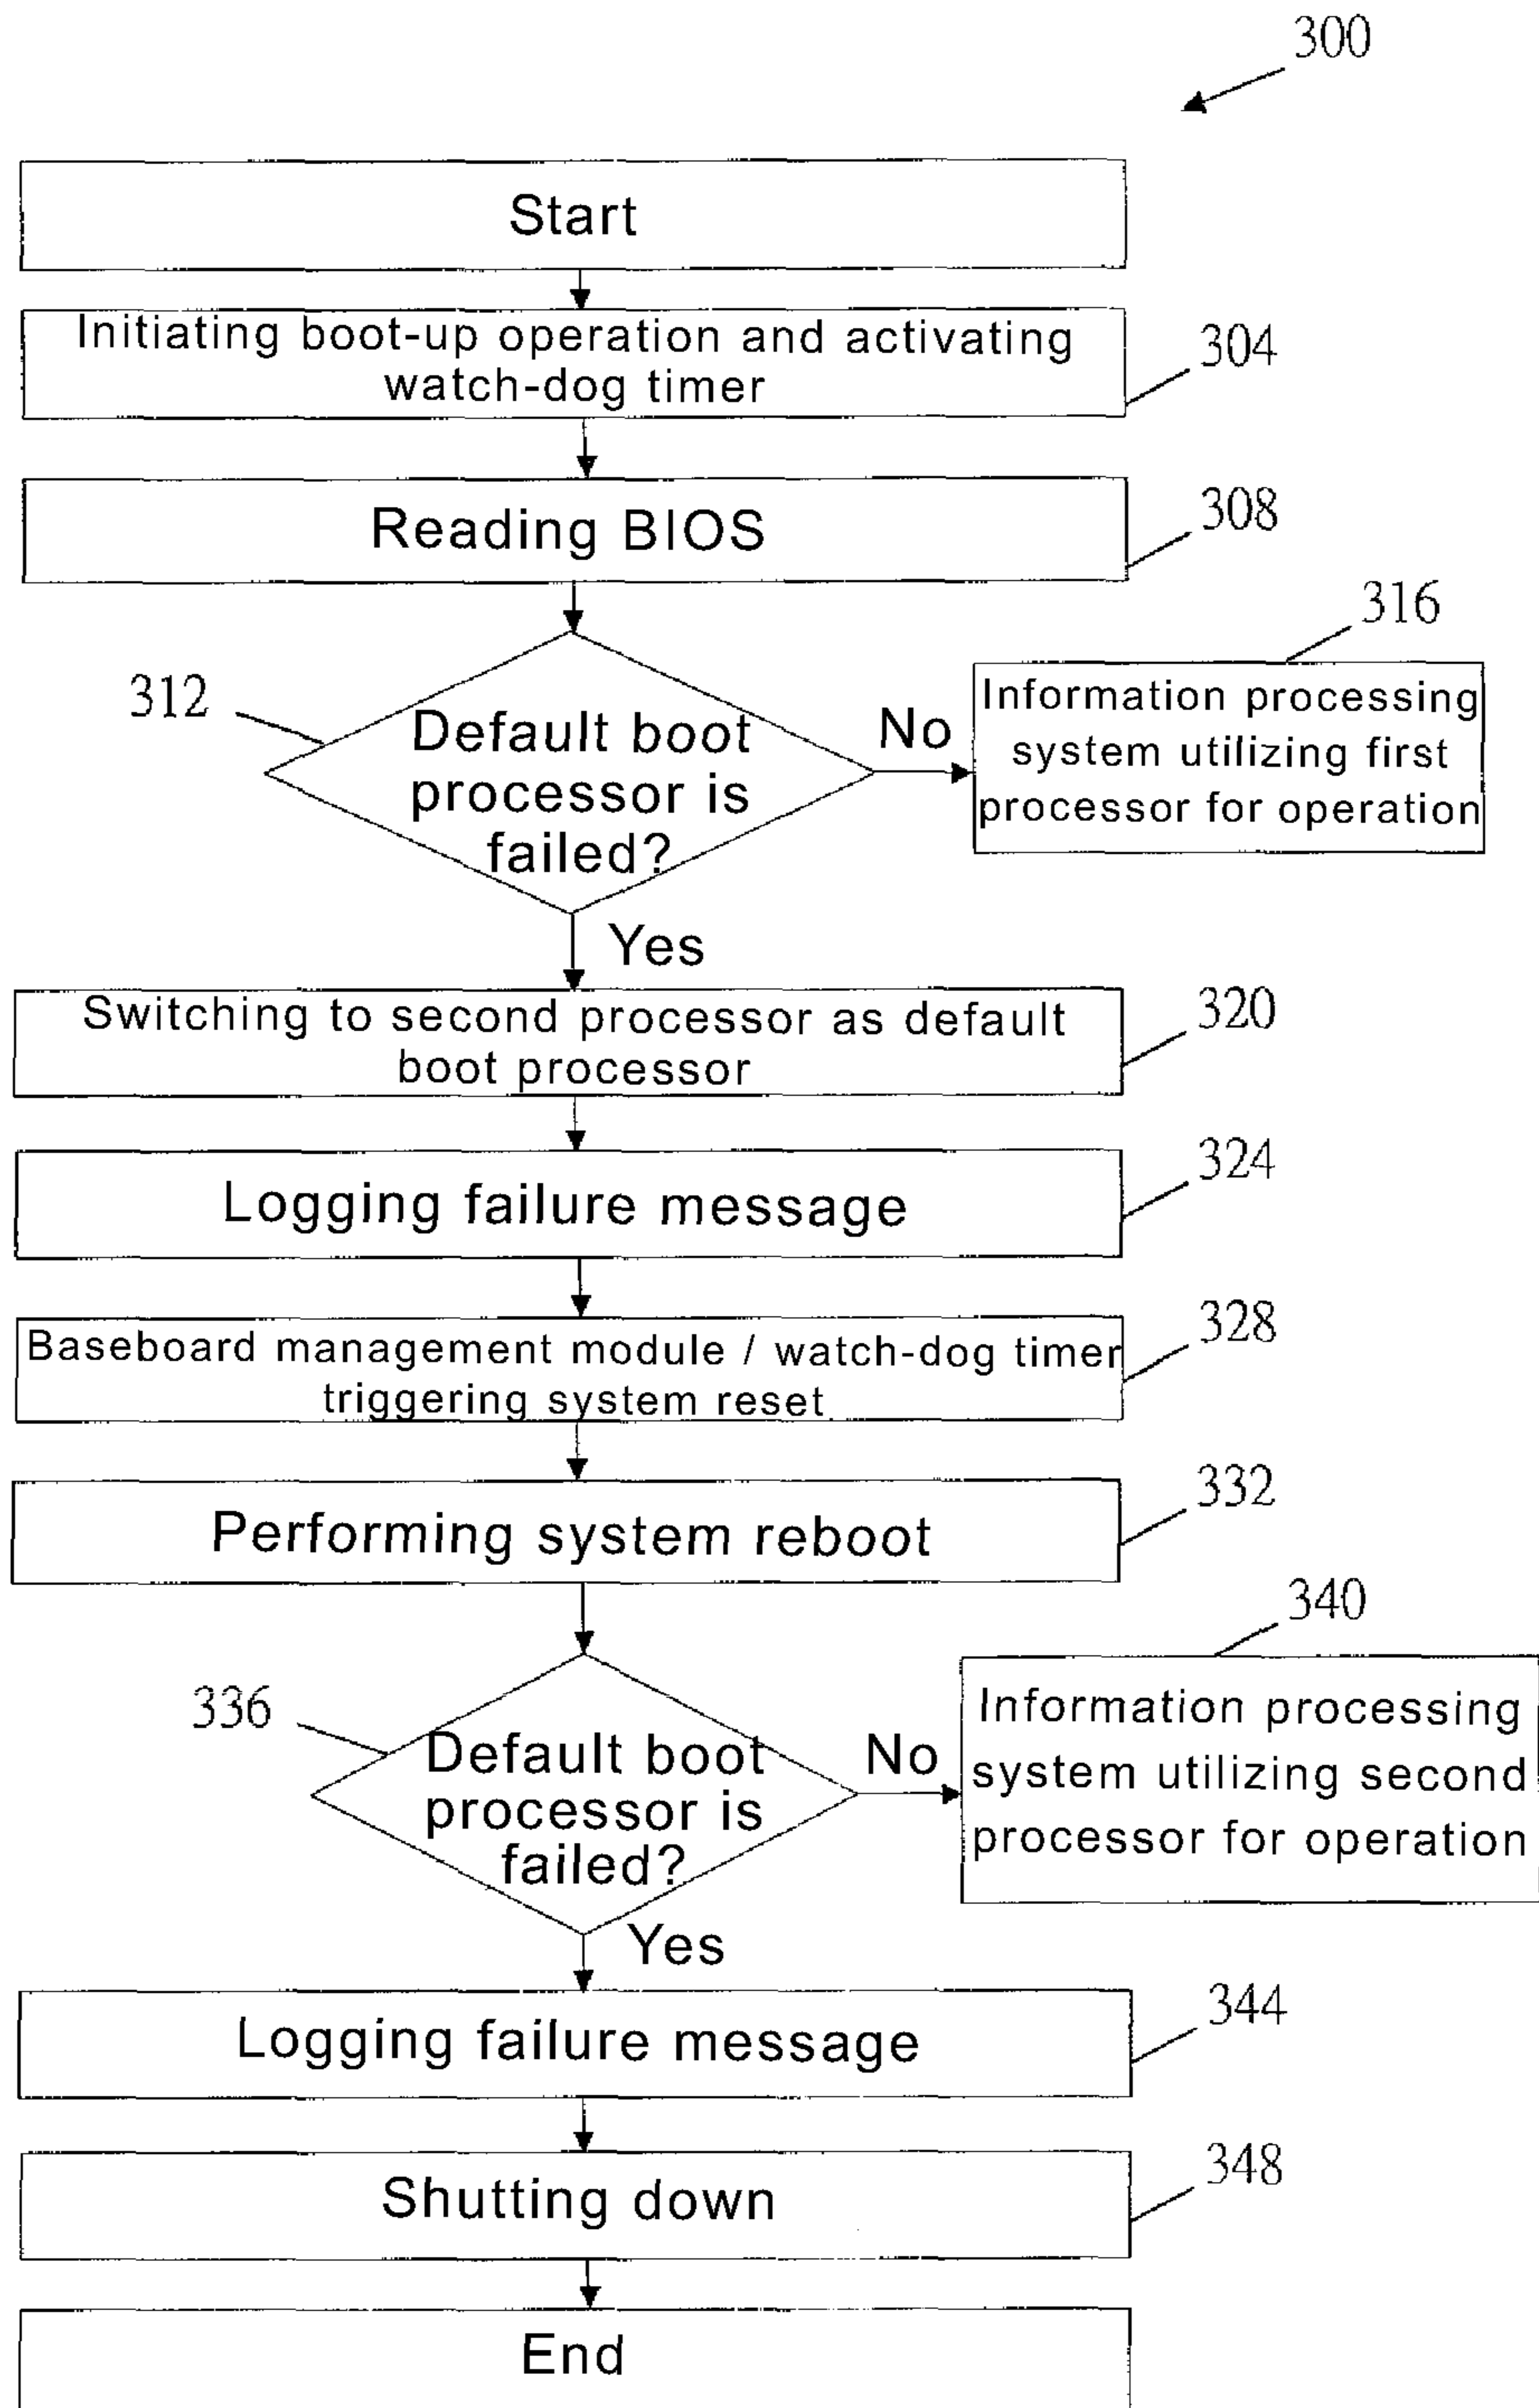 300
Start
Initiating boot-up operation and activating
watch-dog timer
304
Reading BIOS
308
316
312
Default boot
processor is
failed?
No
Information processing
system utilizing first
processor for operation
Yes
Switching to second processor as default
boot processor
320
Logging failure message
324
Baseboard management module / watch-dog timer
triggering system reset
328
Performing system reboot
332
340
336
Default boot
processor is
failed?
No
Information processing
system utilizing second
processor for operation
Yes
Logging failure message
344
Shutting down
348
End